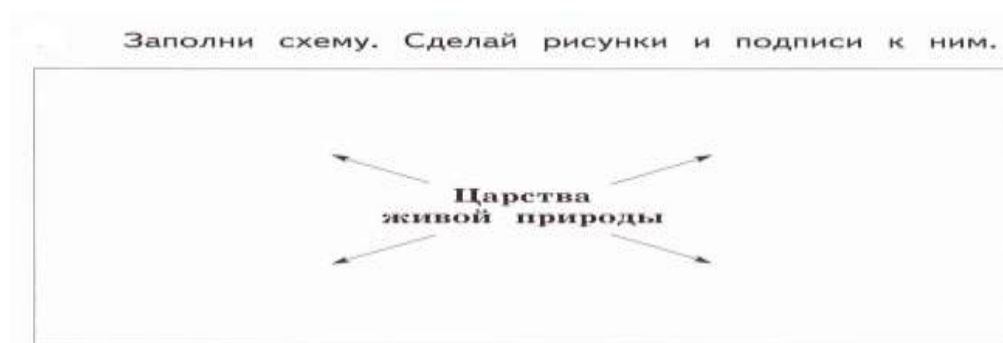 Заполни схему. Сделай рисунки и подписи к ним.
Царства
живой природы